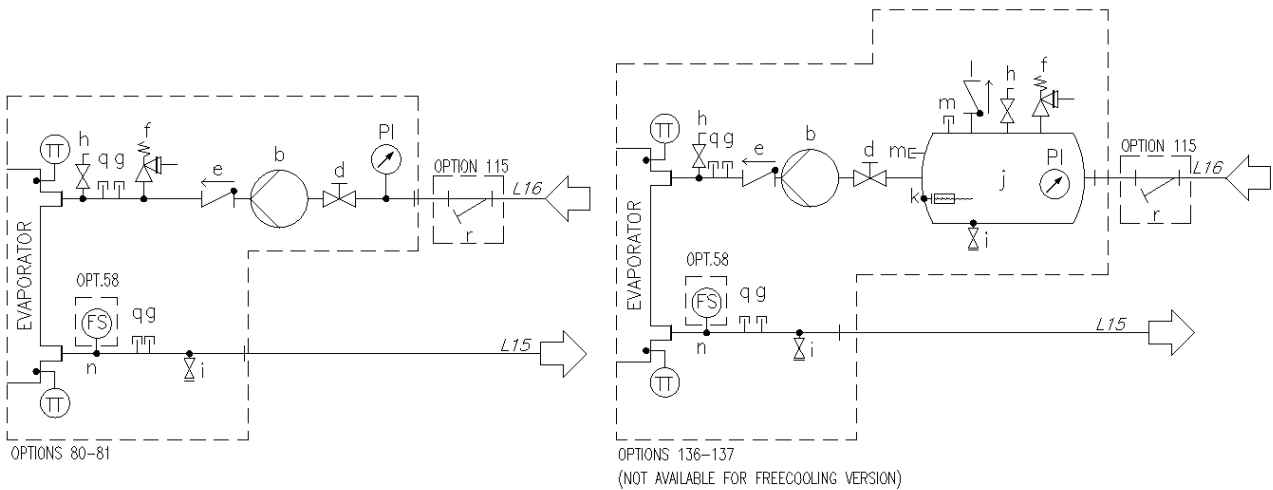 TT
h
q g
f
e
b
d
PI
OPTION 115
L16
r
EVAPORATOR
OPT.58
FS
n
q g
i
L15
TT
OPTIONS 80-81
TT
h
q g
e
b
d
m
m
l
h
f
j
PI
k
i
OPTION 115
L16
r
EVAPORATOR
OPT.58
FS
n
q g
i
L15
TT
OPTIONS 136-137
(NOT AVAILABLE FOR FREECOOLING VERSION)